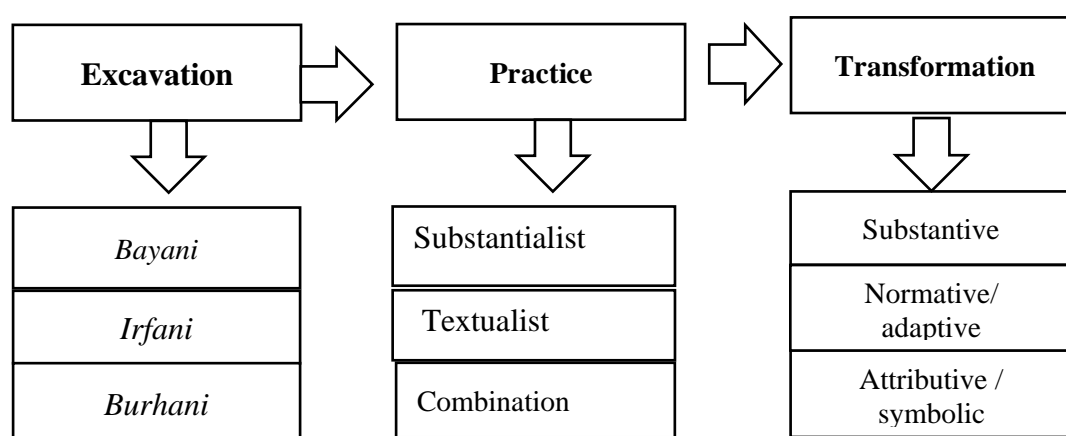 Excavation
Practice
Transformation
Bayani
Irfani
Burhani
Substantialist
Textualist
Combination
Substantive
Normative/
adaptive
Attributive /
symbolic